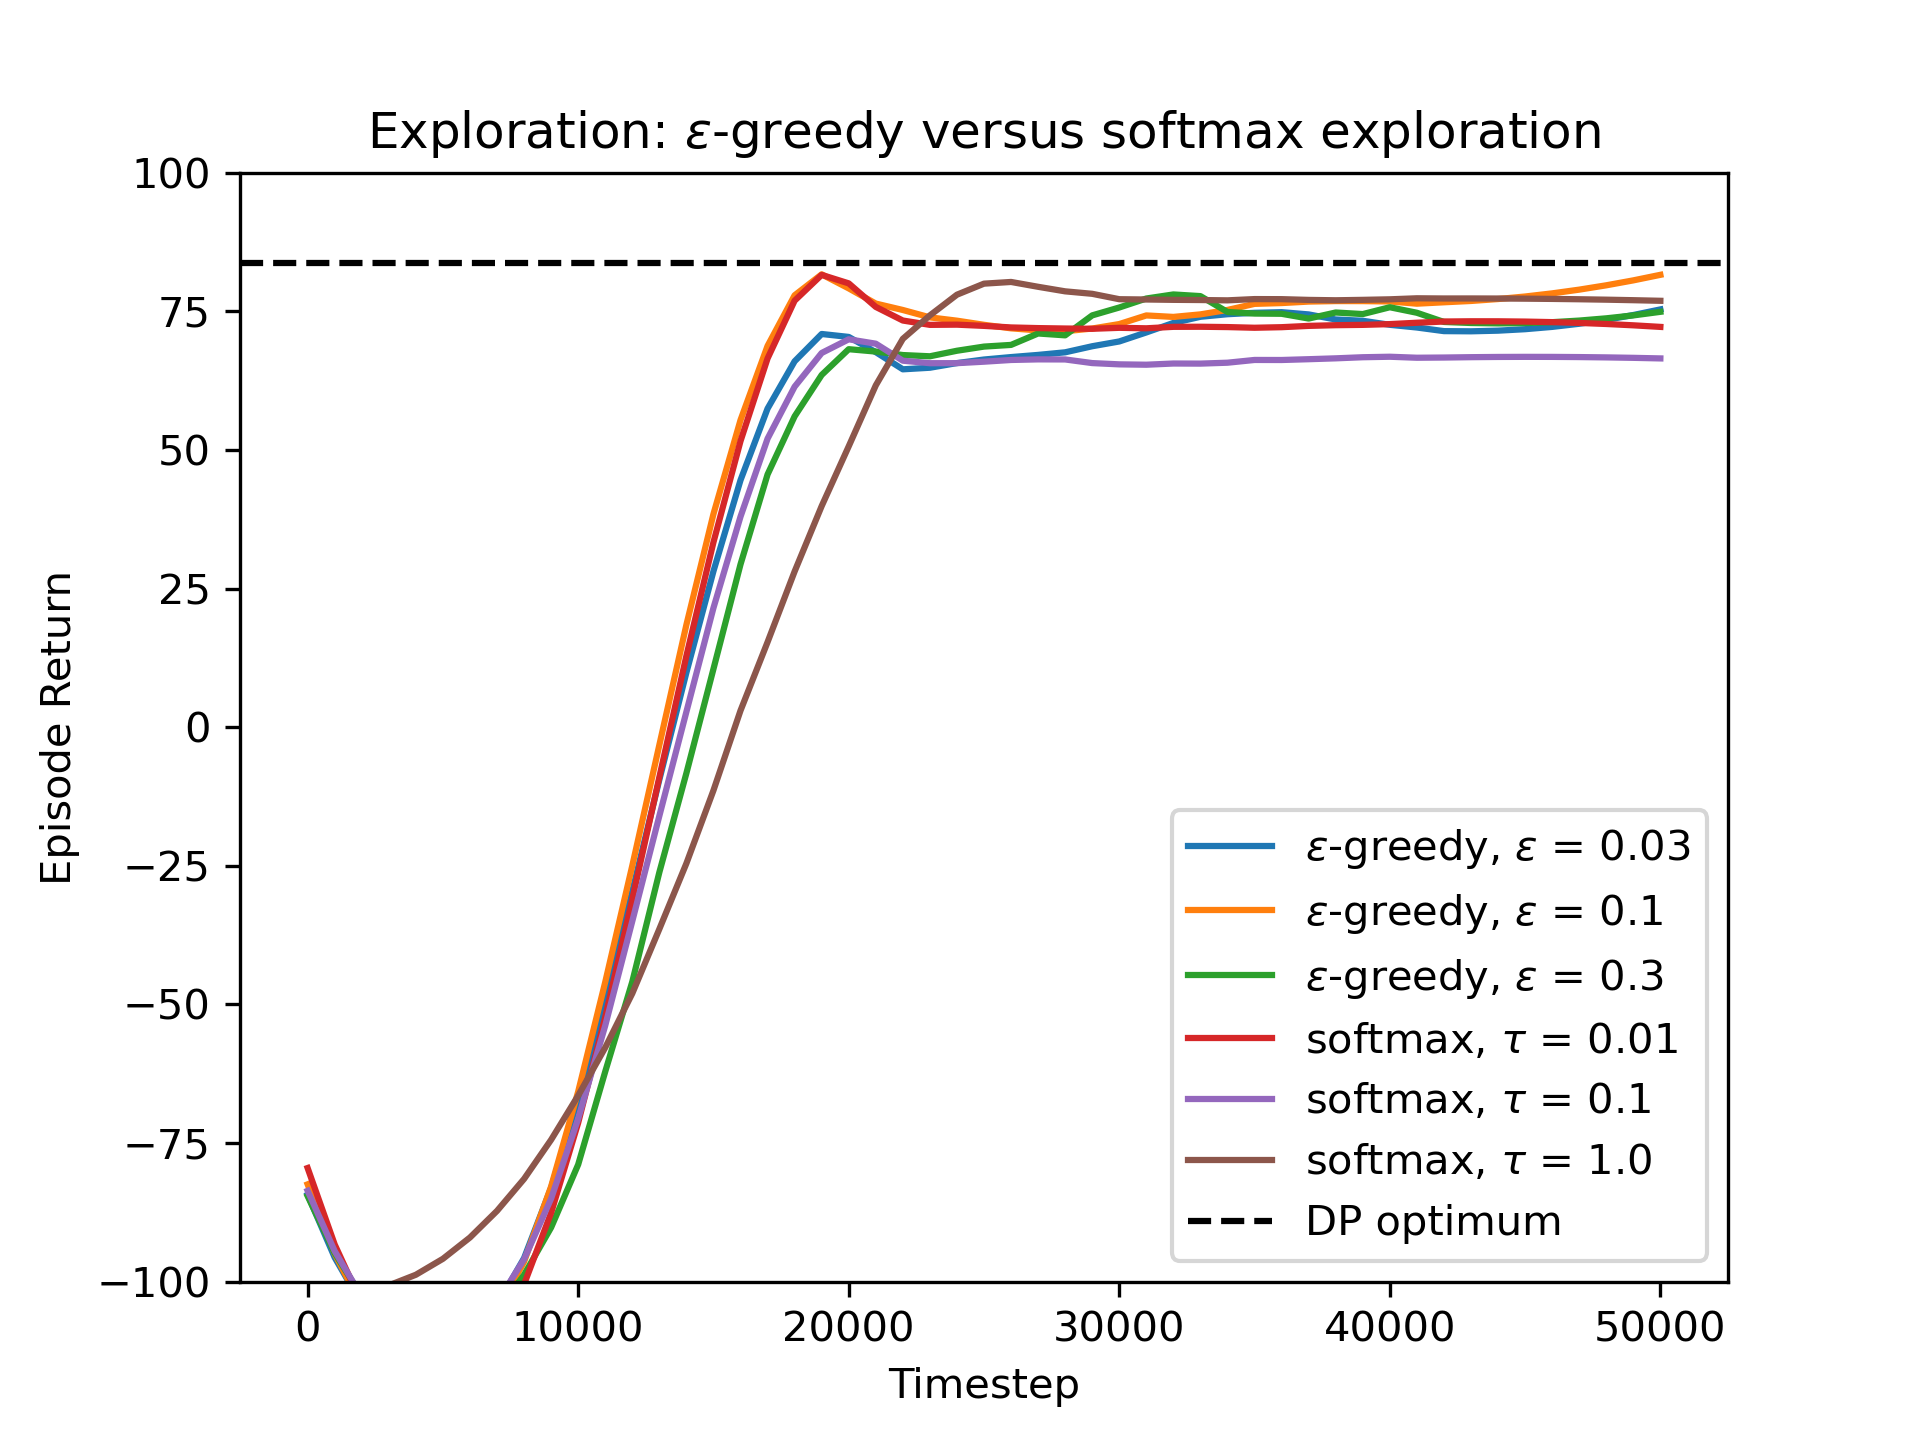 Exploration: ε-greedy versus softmax exploration
100
75
50
25
0
−25
−50
−75
−100
Episode Return
ε-greedy, ε = 0.03
ε-greedy, ε = 0.1
ε-greedy, ε = 0.3
softmax, τ = 0.01
softmax, τ = 0.1
softmax, τ = 1.0
DP optimum
0 10000 20000 30000 40000 50000
Timestep